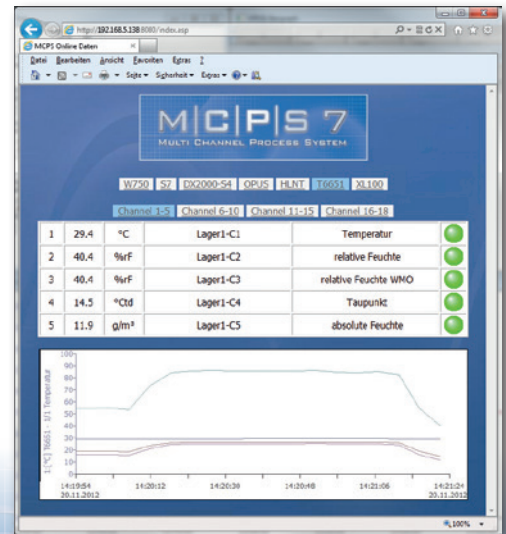 http://192.168.5.138:8080/index.asp
MCPS Online Daten
Datei Bearbeiten Ansicht Favoriten Extras ?
Seite Sicherheit Extras
M|C|P|S 7
MULTI CHANNEL PROCESS SYSTEM
W750 S7 DX2000-S4 OPUS HLNT T6651 XL100
Channel 1-5 Channel 6-10 Channel 11-15 Channel 16-18
1 29.4 °C Lager1-C1 Temperatur
2 40.4 %rF Lager1-C2 relative Feuchte
3 40.4 %rF Lager1-C3 relative Feuchte WMO
4 14.5 °Ctd Lager1-C4 Taupunkt
5 11.9 g/m³ Lager1-C5 absolute Feuchte
1:[°C] T6651 - 1/1 Temperatur
100
90
80
70
60
50
40
30
20
10
0
14:19:54 14:20:12 14:20:30 14:20:48 14:21:06 14:21:24
20.11.2012 20.11.2012
100%